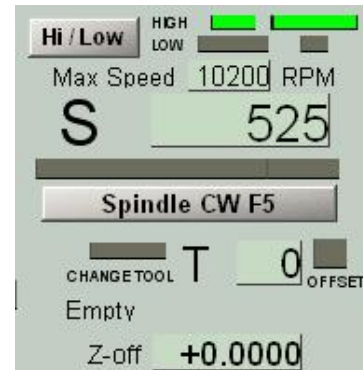 Hi / Low HIGH
LOW
Max Speed 10200 RPM
S 525
Spindle CW F5
CHANGE TOOL T 0 OFFSET
Empty
Z-off +0.0000